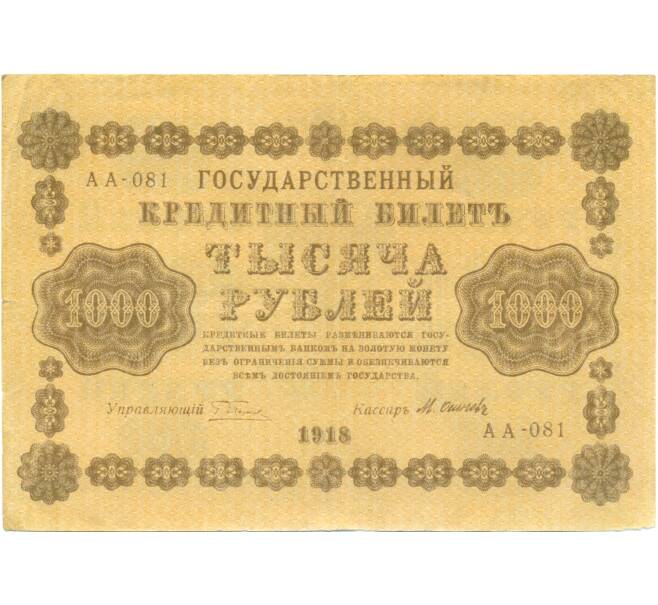 АА-081 ГОСУДАРСТВЕННЫЙ
КРЕДИТНЫЙ БИЛЕТЪ
ТЫСЯЧА
РУБЛЕЙ
1000 1000
КРЕДИТНЫЕ БИЛЕТЫ РАЗМѢНИВАЮТСЯ ГОСУ-
ДАРСТВЕННЫМЪ БАНКОМЪ НА ЗОЛОТУЮ МОНЕТУ
БЕЗЪ ОГРАНИЧЕНІЯ СУММЫ И ОБЕЗПЕЧИВАЮТСЯ
ВСѢМЪ ДОСТОЯНІЕМЪ ГОСУДАРСТВА.
Управляющій Кассиръ
1918
АА-081